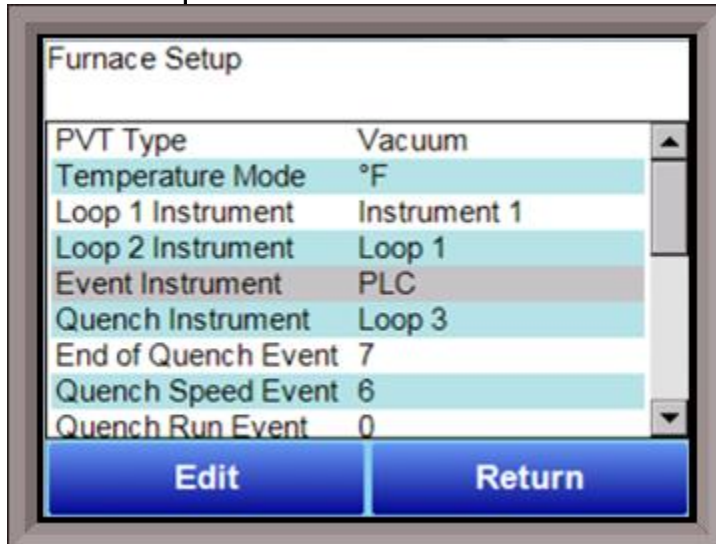 Furnace Setup
PVT Type Vacuum
Temperature Mode °F
Loop 1 Instrument Instrument 1
Loop 2 Instrument Loop 1
Event Instrument PLC
Quench Instrument Loop 3
End of Quench Event 7
Quench Speed Event 6
Quench Run Event 0
Edit Return